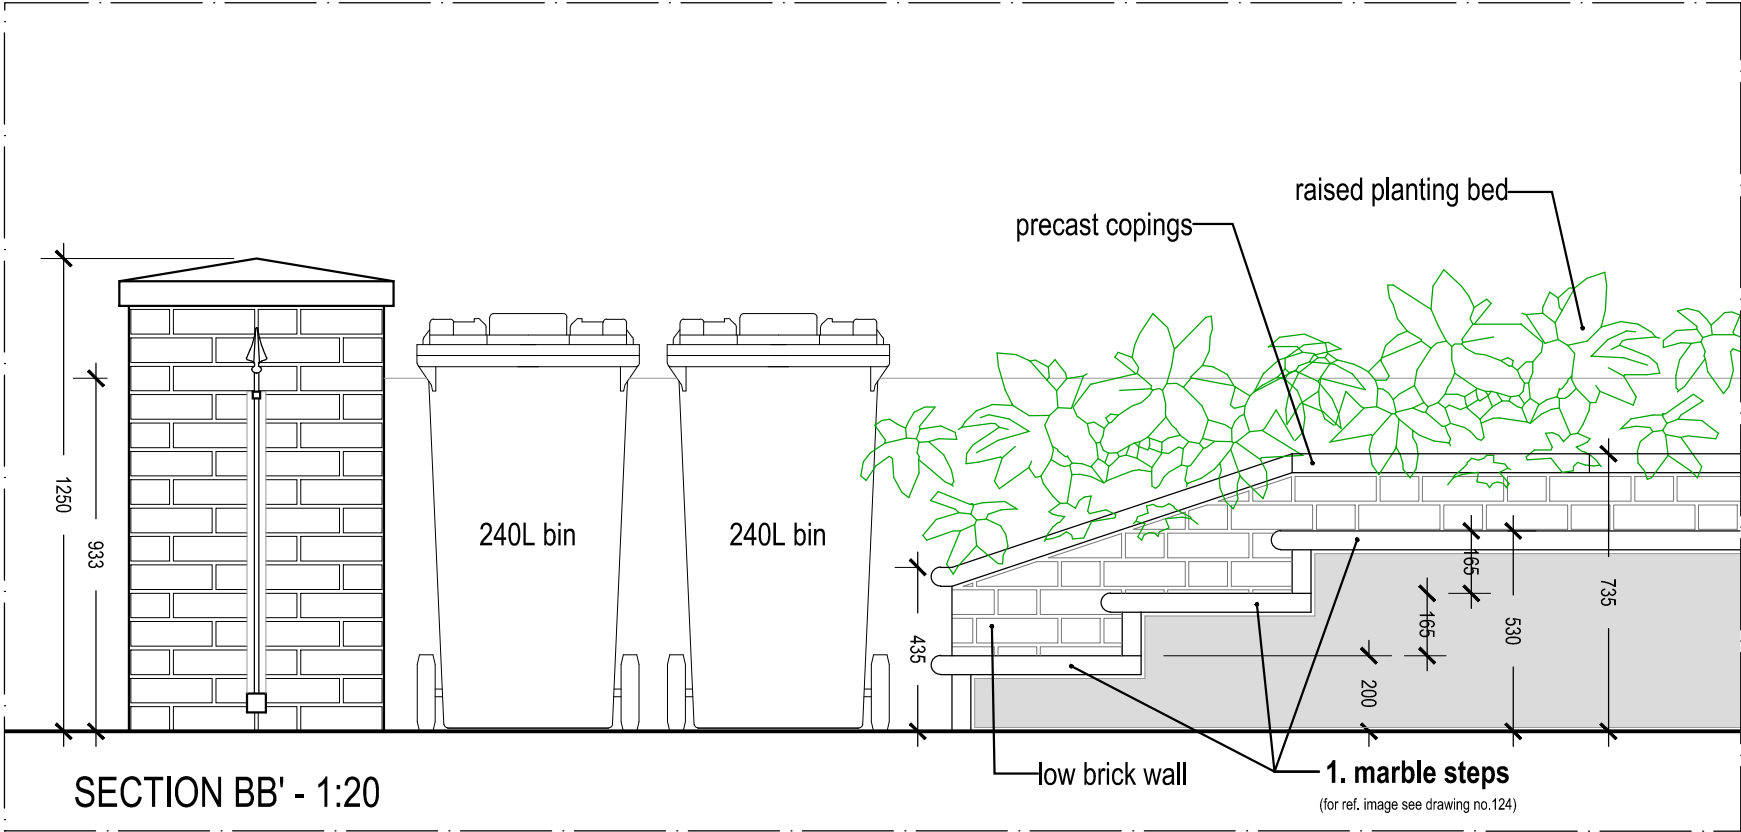 raised planting bed
precast copings
1250
933
240L bin
240L bin
435
165
165
530
735
200
low brick wall
1. marble steps
(for ref. image see drawing no.124)
SECTION BB' - 1:20